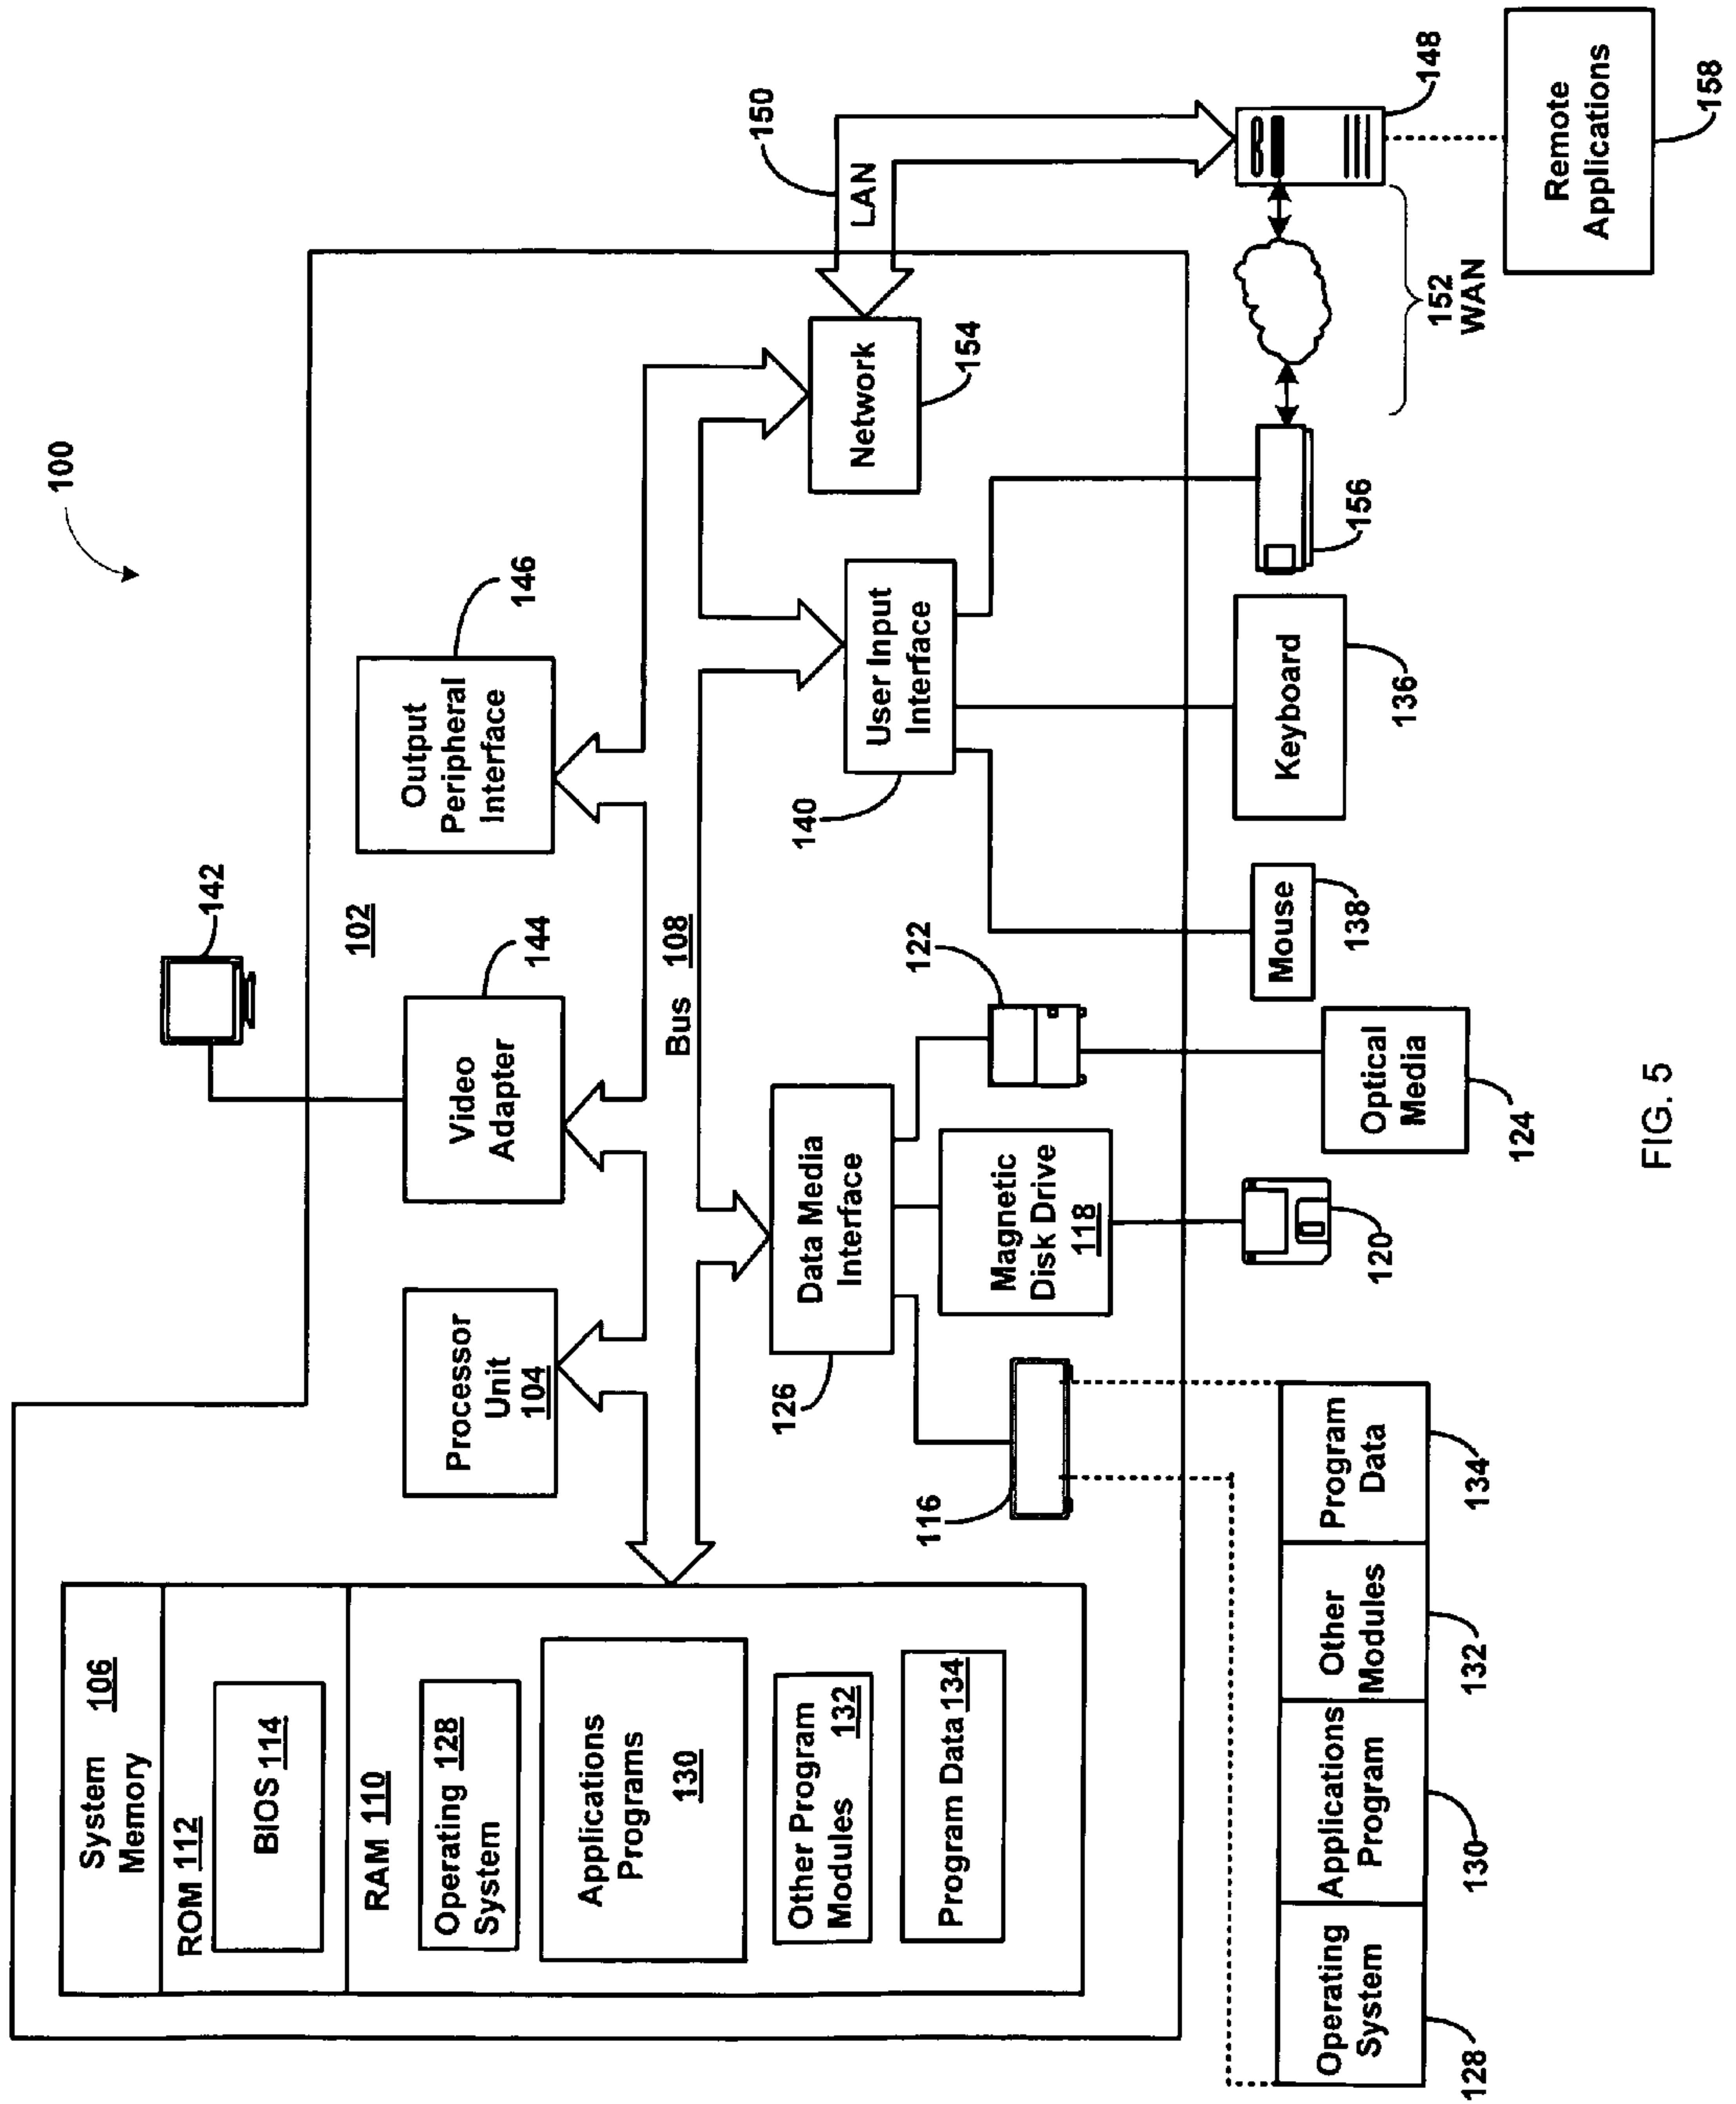 100
142
System
Memory
106
ROM 112
BIOS 114
RAM 110
Operating 128
System
Applications
Programs
130
Other Program
Modules 132
Program Data 134
Processor
Unit
104
Video
Adapter
144
102
Output
Peripheral
Interface
146
Bus 108
Data Media
Interface
126
User Input
Interface
140
Network
154
LAN
150
116
Magnetic
Disk Drive
118
122
148
152
WAN
156
Operating
System
128
Applications
Program
130
Other
Modules
132
Program
Data
134
120
Optical
Media
124
Mouse
138
Keyboard
136
Remote
Applications
158
FIG. 5